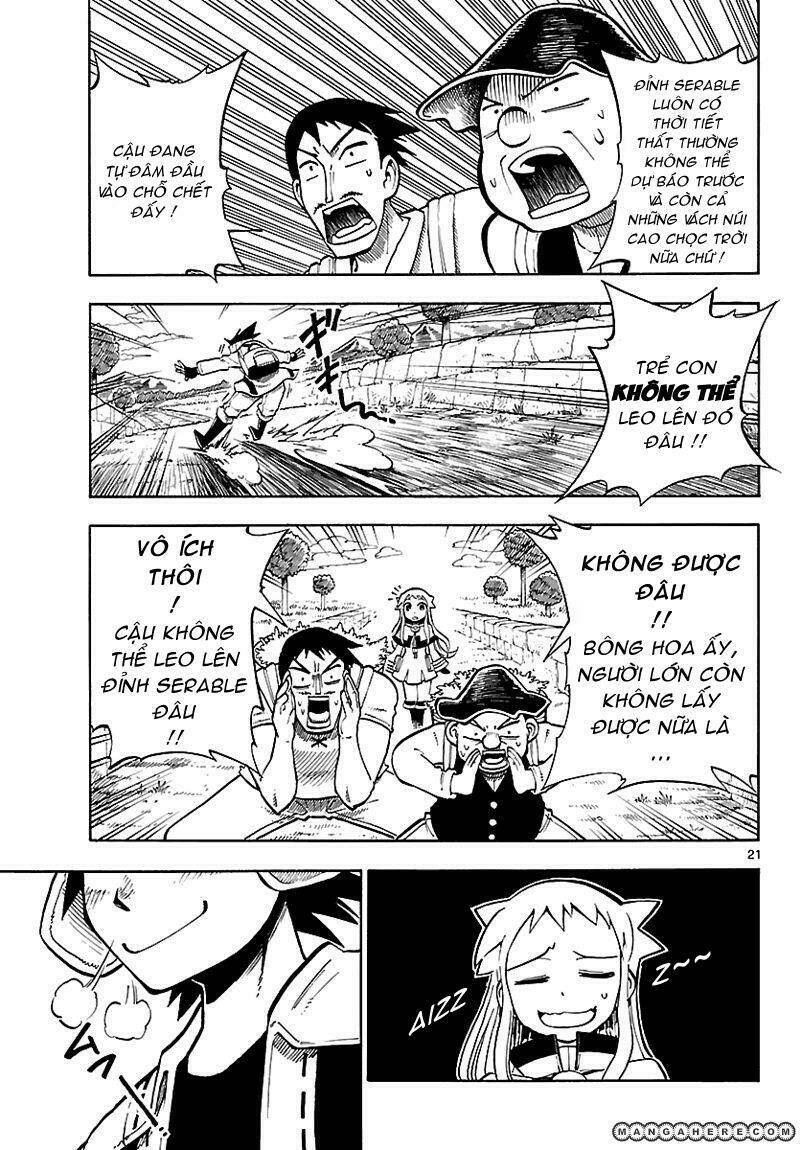 ĐỈNH SERABLE
LUÔN CÓ
THỜI TIẾT
THẤT THƯỜNG
KHÔNG THỂ
DỰ BÁO TRƯỚC
VÀ CÒN CẢ
NHỮNG VÁCH NÚI
CAO CHỌC TRỜI
NỮA CHỨ !
CẬU ĐANG
TỰ ĐÂM ĐẦU
VÀO CHỖ CHẾT
ĐẤY !
TRẺ CON
KHÔNG THỂ
LEO LÊN ĐÓ
ĐÂU !!
KHÔNG ĐƯỢC
ĐÂU
!!
BÔNG HOA ẤY,
NGƯỜI LỚN CÒN
KHÔNG LẤY
ĐƯỢC NỮA LÀ
...
VÔ ÍCH
THÔI
!
CẬU KHÔNG
THỂ LEO LÊN
ĐỈNH SERABLE
ĐÂU
!!
21
AIZZ
Z~~
MANGAHERE.COM